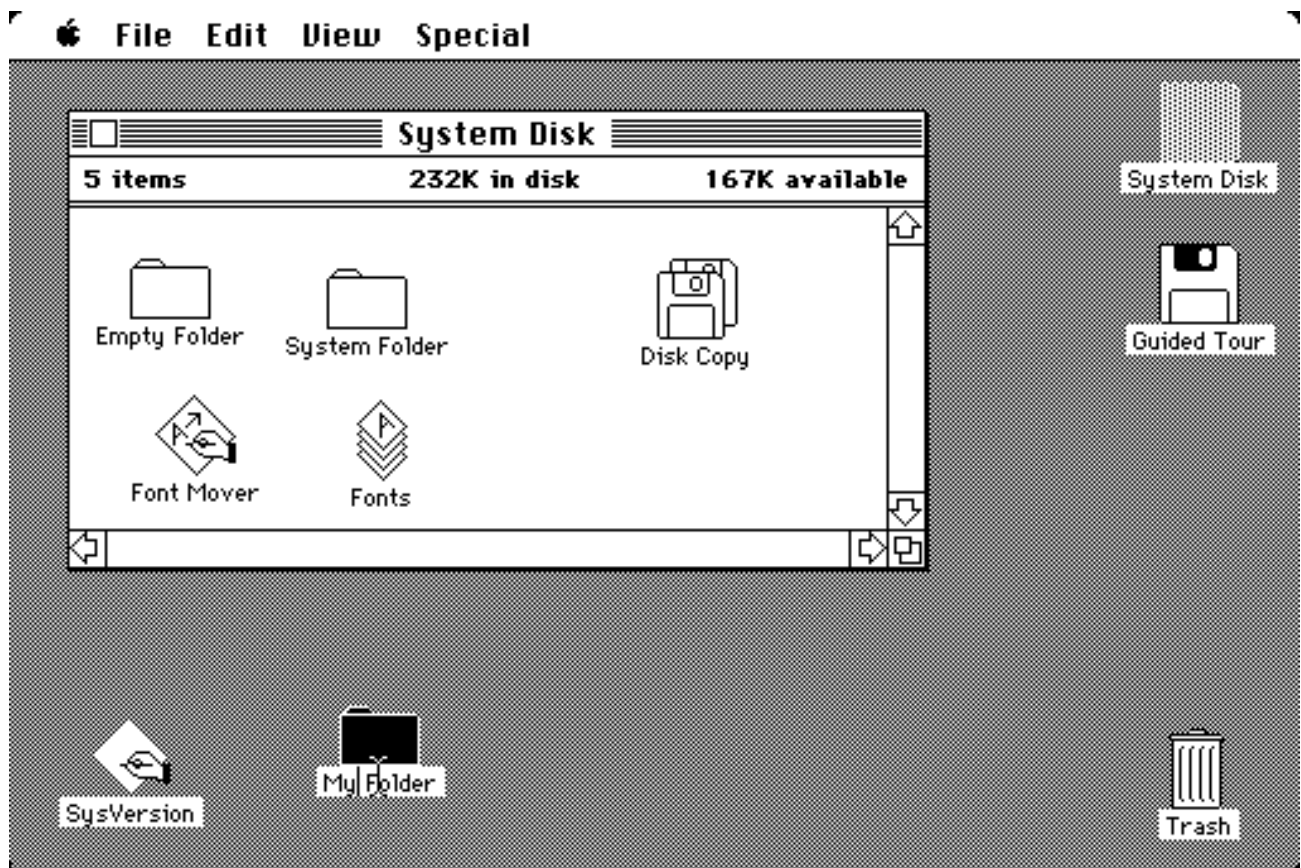 File Edit View Special
System Disk
5 items 232K in disk 167K available
Empty Folder
System Folder
Disk Copy
Font Mover
Fonts
System Disk
Guided Tour
SysVersion
My Folder
Trash